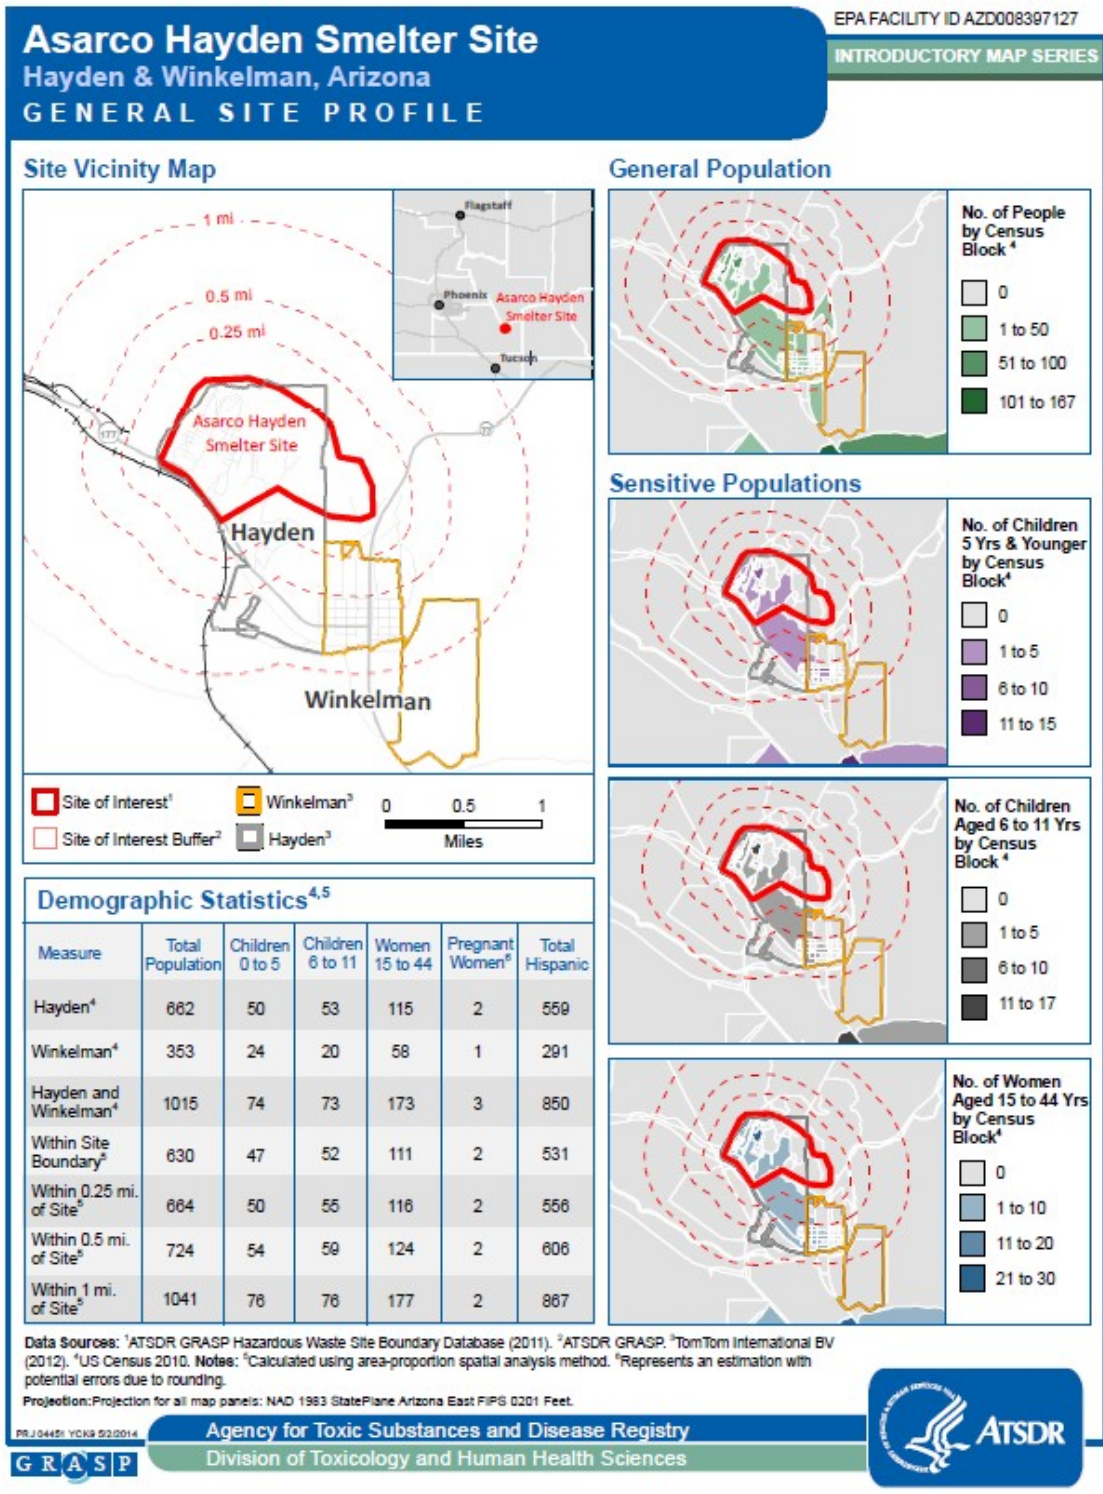 EPA FACILITY ID AZD008397127
Asarco Hayden Smelter Site
Hayden & Winkelman, Arizona
GENERAL SITE PROFILE
INTRODUCTORY MAP SERIES
Site Vicinity Map
1 mi
0.5 mi
0.25 mi
Flagstaff
Phoenix
Asarco Hayden
Smelter Site
Tucson
177
77
Asarco Hayden
Smelter Site
Hayden
Winkelman
Site of Interest¹
Winkelman³
Site of Interest Buffer²
Hayden³
0 0.5 1
Miles
General Population
No. of People
by Census
Block ⁴
0
1 to 50
51 to 100
101 to 167
Sensitive Populations
No. of Children
5 Yrs & Younger
by Census
Block⁴
0
1 to 5
6 to 10
11 to 15
No. of Children
Aged 6 to 11 Yrs
by Census
Block ⁴
0
1 to 5
6 to 10
11 to 17
No. of Women
Aged 15 to 44 Yrs
by Census
Block⁴
0
1 to 10
11 to 20
21 to 30
Demographic Statistics⁴,⁵
Measure Total Population Children 0 to 5 Children 6 to 11 Women 15 to 44 Pregnant Women⁶ Total Hispanic
Hayden⁴ 662 50 53 115 2 559
Winkelman⁴ 353 24 20 58 1 291
Hayden and Winkelman⁴ 1015 74 73 173 3 850
Within Site Boundary⁵ 630 47 52 111 2 531
Within 0.25 mi. of Site⁵ 664 50 55 116 2 556
Within 0.5 mi. of Site⁵ 724 54 59 124 2 606
Within 1 mi. of Site⁵ 1041 76 76 177 2 867
Data Sources: ¹ATSDR GRASP Hazardous Waste Site Boundary Database (2011). ²ATSDR GRASP. ³TomTom International BV
(2012). ⁴US Census 2010. Notes: ⁵Calculated using area-proportion spatial analysis method. ⁶Represents an estimation with
potential errors due to rounding.
Projection: Projection for all map panels: NAD 1983 StatePlane Arizona East FIPS 0201 Feet.
PRJ 04451 YCK9 5/2/2014
Agency for Toxic Substances and Disease Registry
Division of Toxicology and Human Health Sciences
GRASP
ATSDR